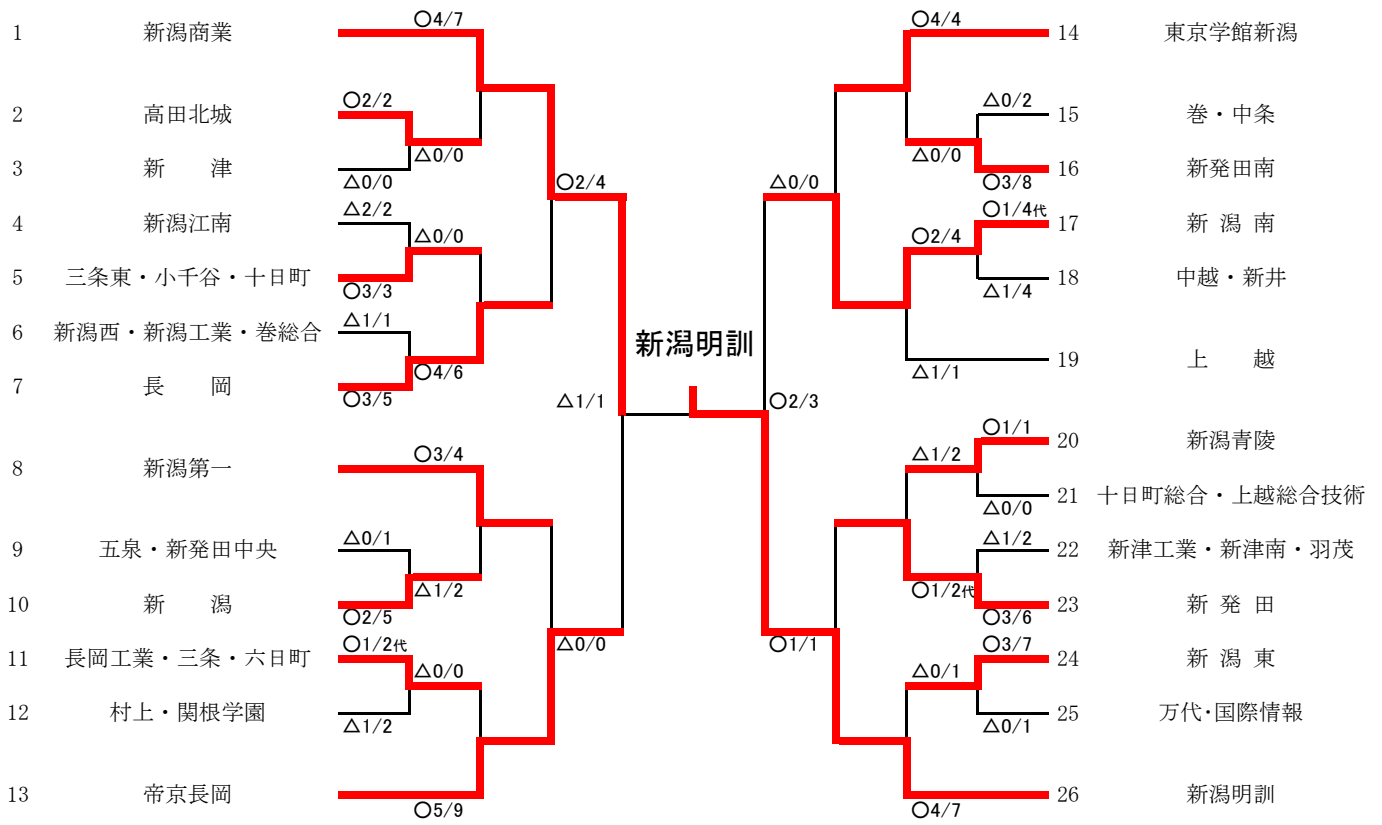 ○4/7
1 新潟商業
○2/2
2 高田北城
△0/0
3 新　　津
△0/0
△2/2
4 新潟江南
△0/0
5 三条東・小千谷・十日町
○3/3
△1/1
6 新潟西・新潟工業・巻総合
○4/6
7 長　　岡
○3/5
○2/4
△1/1
○3/4
8 新潟第一
△0/1
9 五泉・新発田中央
△1/2
10 新　　潟
○2/5
○1/2代
11 長岡工業・三条・六日町
△0/0
12 村上・関根学園
△1/2
13 帝京長岡
○5/9
△0/0
新潟明訓
○4/4
14 東京学館新潟
△0/2
15 巻・中条
△0/0
16 新発田南
○3/8
△0/0
○1/4代
17 新 潟 南
○2/4
18 中越・新井
△1/4
19 上　　越
△1/1
○2/3
○1/1
20 新潟青陵
△1/2
21 十日町総合・上越総合技術
△0/0
△1/2
22 新津工業・新津南・羽茂
○1/2代
23 新 発 田
○3/6
○1/1
○3/7
24 新 潟 東
△0/1
25 万代・国際情報
△0/1
26 新潟明訓
○4/7